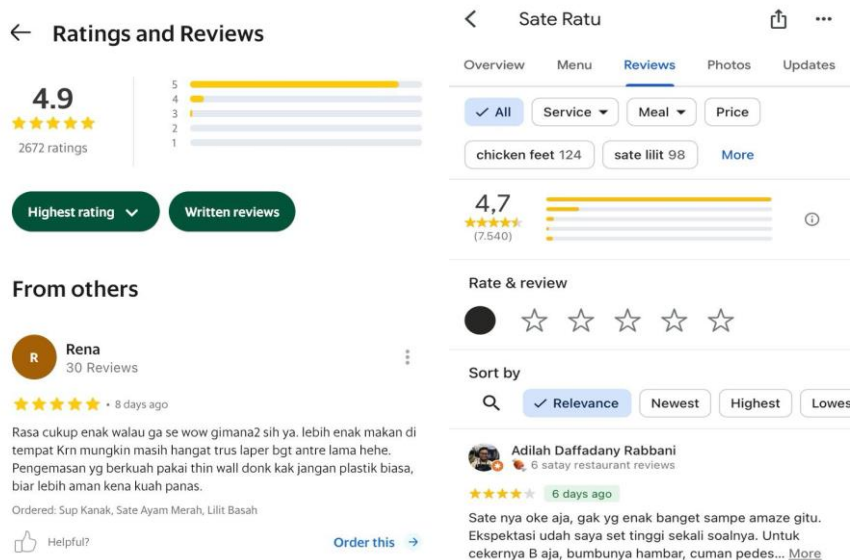 Ratings and Reviews
4.9
2672 ratings
5
4
3
2
1
Highest rating
Written reviews
From others
R
Rena
30 Reviews
• 8 days ago
Rasa cukup enak walau ga se wow gimana2 sih ya. lebih enak makan di
tempat Krn mungkin masih hangat trus laper bgt antre lama hehe.
Pengemasan yg berkuah pakai thin wall donk kak jangan plastik biasa,
biar lebih aman kena kuah panas.
Ordered: Sup Kanak, Sate Ayam Merah, Lilit Basah
Helpful?
Order this
Sate Ratu
Overview Menu Reviews Photos Updates
All Service Meal Price
chicken feet 124 sate lilit 98 More
4,7
(7.540)
Rate & review
Sort by
Relevance Newest Highest Lowes
Adilah Daffadany Rabbani
6 satay restaurant reviews
6 days ago
Sate nya oke aja, gak yg enak banget sampe amaze gitu.
Ekspektasi udah saya set tinggi sekali soalnya. Untuk
cekernya B aja, bumbunya hambar, cuman pedes... More